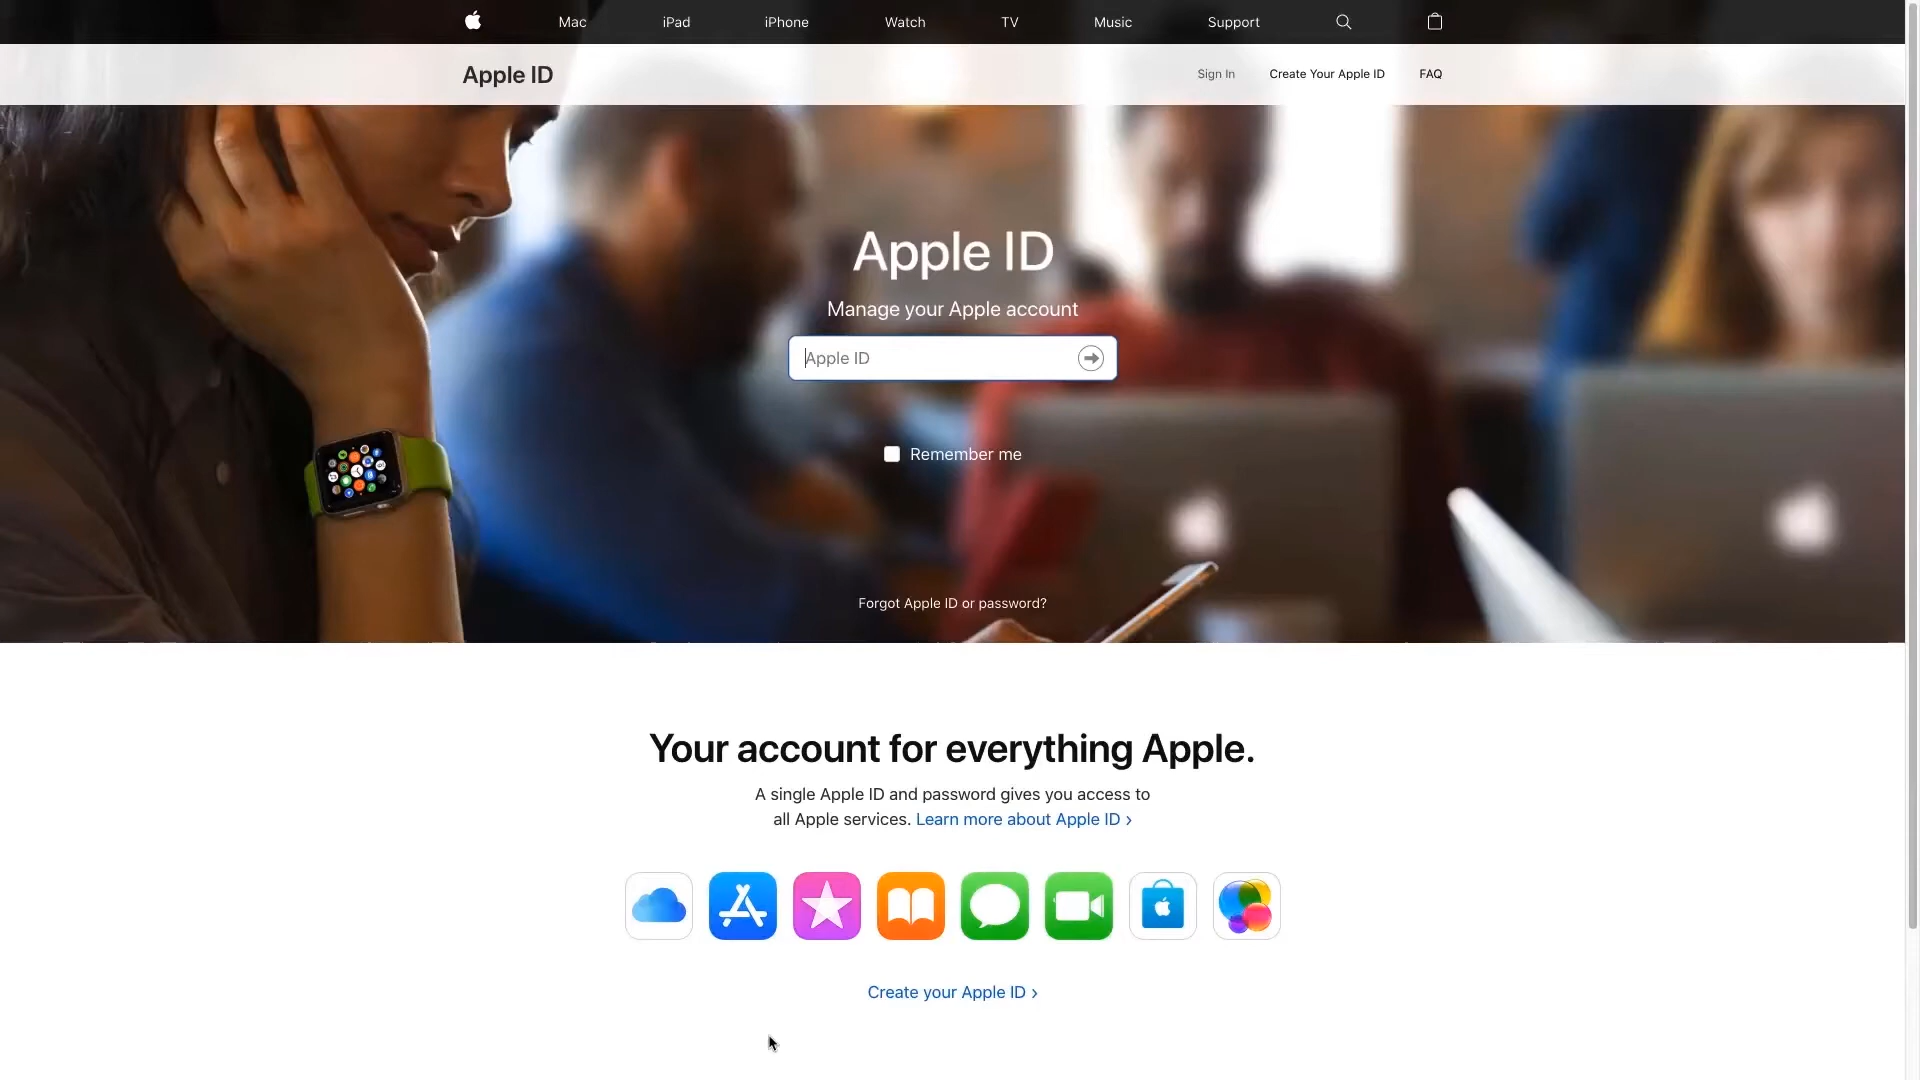 Mac iPad iPhone Watch TV Music Support
Apple ID Sign In Create Your Apple ID FAQ
Apple ID
Manage your Apple account
Apple ID
Remember me
Forgot Apple ID or password?
Your account for everything Apple.
A single Apple ID and password gives you access to
all Apple services. Learn more about Apple ID ›
Create your Apple ID ›